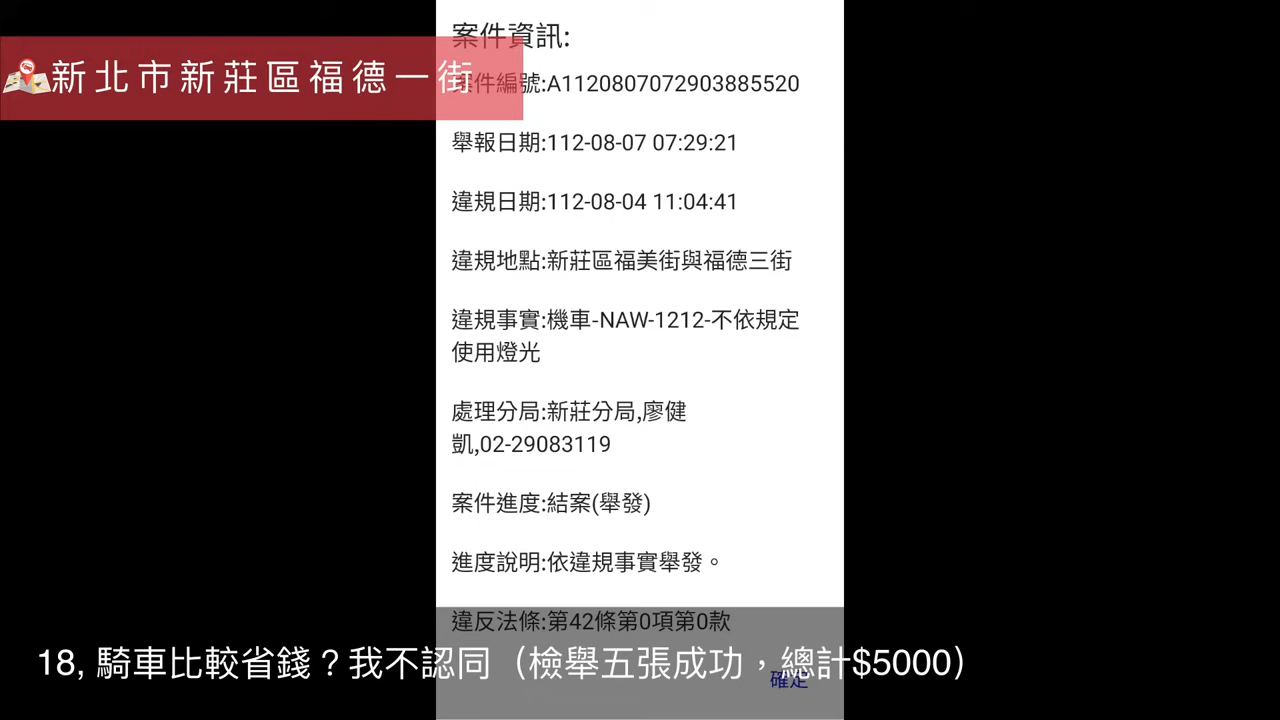 案件資訊:
新北市新莊區福德一街
案件編號:A1120807072903885520
舉報日期:112-08-07 07:29:21
違規日期:112-08-04 11:04:41
違規地點:新莊區福美街與福德三街
違規事實:機車-NAW-1212-不依規定
使用燈光
處理分局:新莊分局,廖健
凱,02-29083119
案件進度:結案(舉發)
進度說明:依違規事實舉發。
違反法條:第42條第0項第0款
18, 騎車比較省錢？我不認同（檢舉五張成功，總計$5000）
確定